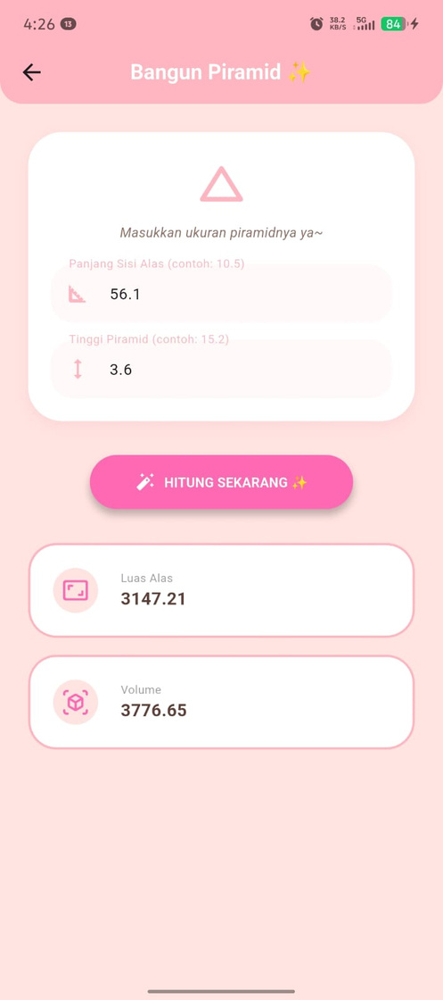 4:26 13 38.2 KB/S 5G 84
Bangun Piramid ✨
Masukkan ukuran piramidnya ya~
Panjang Sisi Alas (contoh: 10.5)
56.1
Tinggi Piramid (contoh: 15.2)
3.6
HITUNG SEKARANG ✨
Luas Alas
3147.21
Volume
3776.65